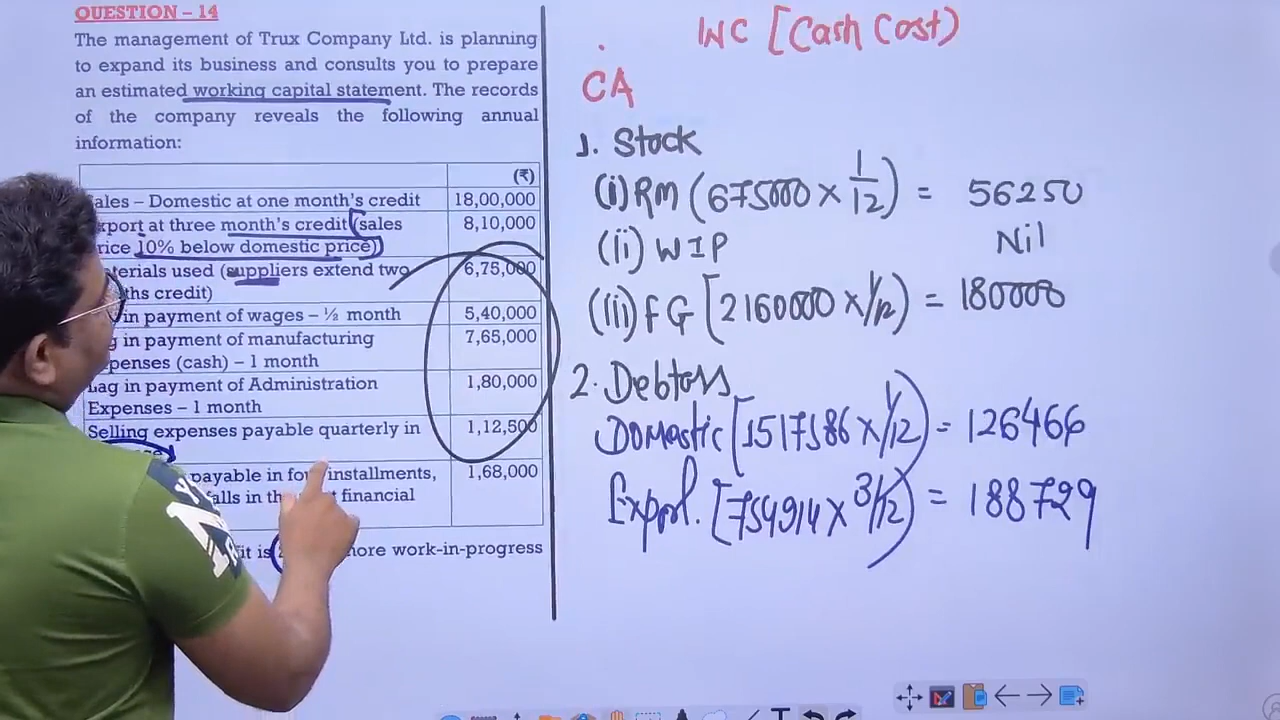 QUESTION – 14
The management of Trux Company Ltd. is planning
to expand its business and consults you to prepare
an estimated working capital statement. The records
of the company reveals the following annual
information:
(₹)
ales – Domestic at one month's credit 18,00,000
xport at three month's credit (sales 8,10,000
rice 10% below domestic price)
terials used (suppliers extend two 6,75,000
ths credit)
in payment of wages – ½ month 5,40,000
g in payment of manufacturing 7,65,000
penses (cash) – 1 month
Lag in payment of Administration 1,80,000
Expenses – 1 month
Selling expenses payable quarterly in 1,12,500
payable in four installments, 1,68,000
falls in the financial
it is ore work-in-progress
WC [Cash Cost)
CA
1. Stock
(i) RM (675000 × 1/12) = 56250
(ii) WIP Nil
(iii) FG [2160000 × 1/12) = 180000
2. Debtors
Domastic [1517586 × 1/12) = 126466
Export. [754914 × 3/12) = 188729
T